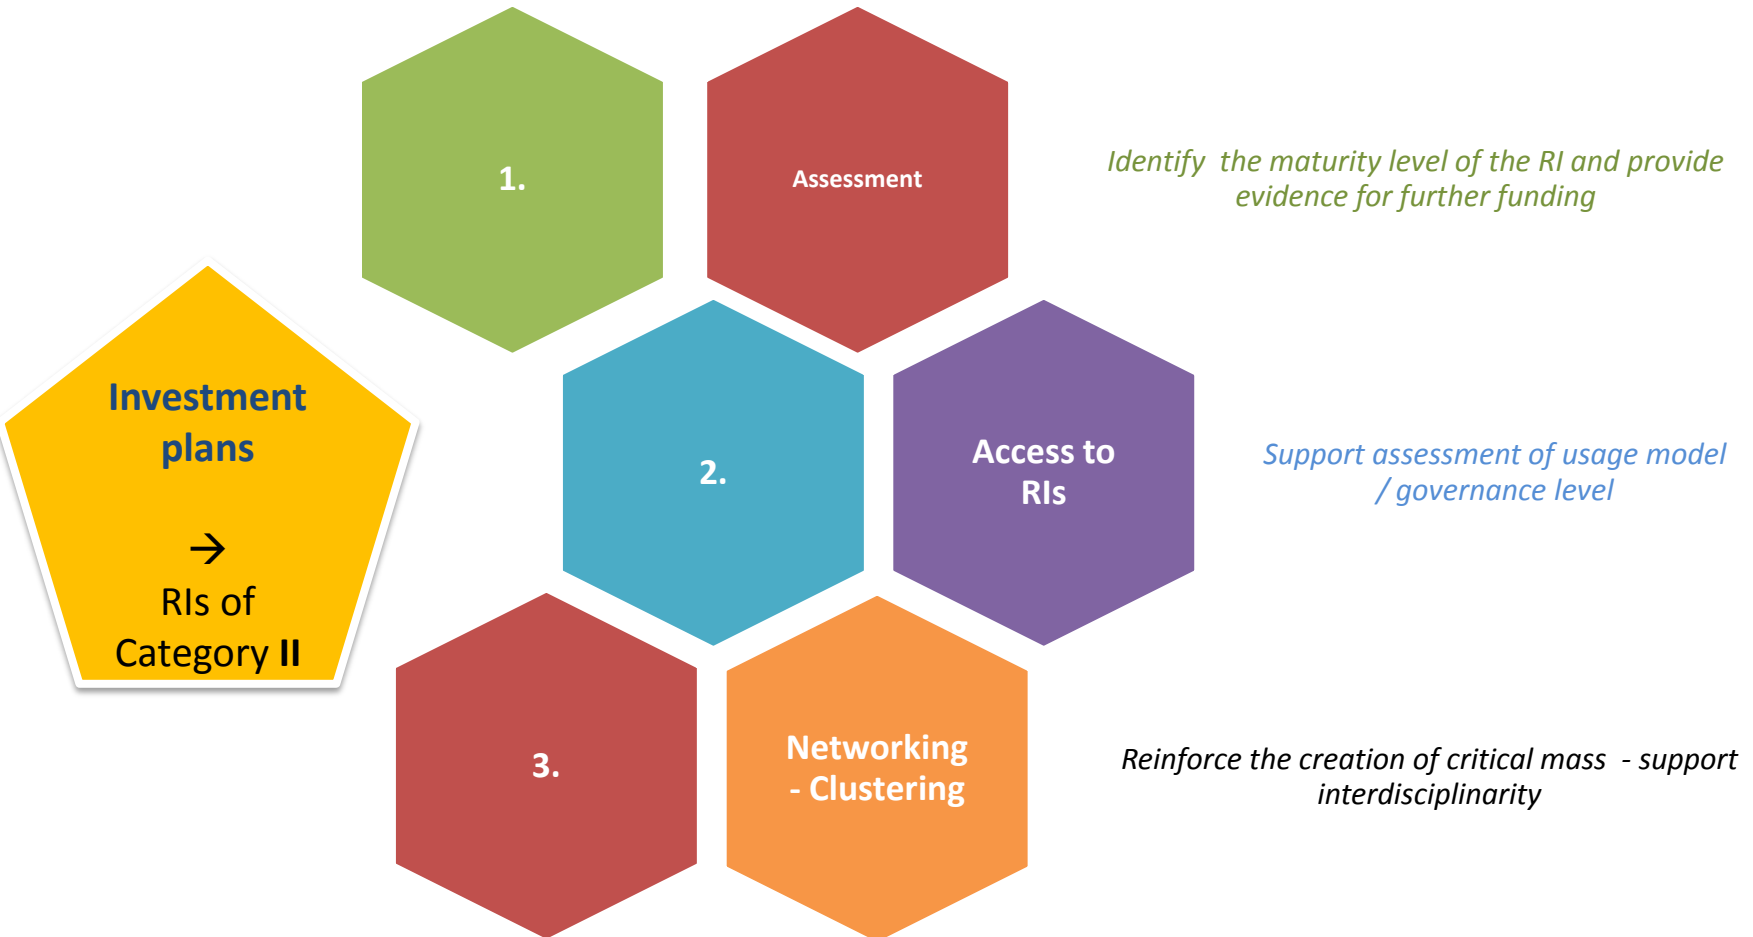 1.
Assessment
Identify  the maturity level of the RI and provide
evidence for further funding
Investment
plans
→
RIs of
Category II
2.
Access to
RIs
Support assessment of usage model
/ governance level
3.
Networking
- Clustering
Reinforce the creation of critical mass  - support
interdisciplinarity